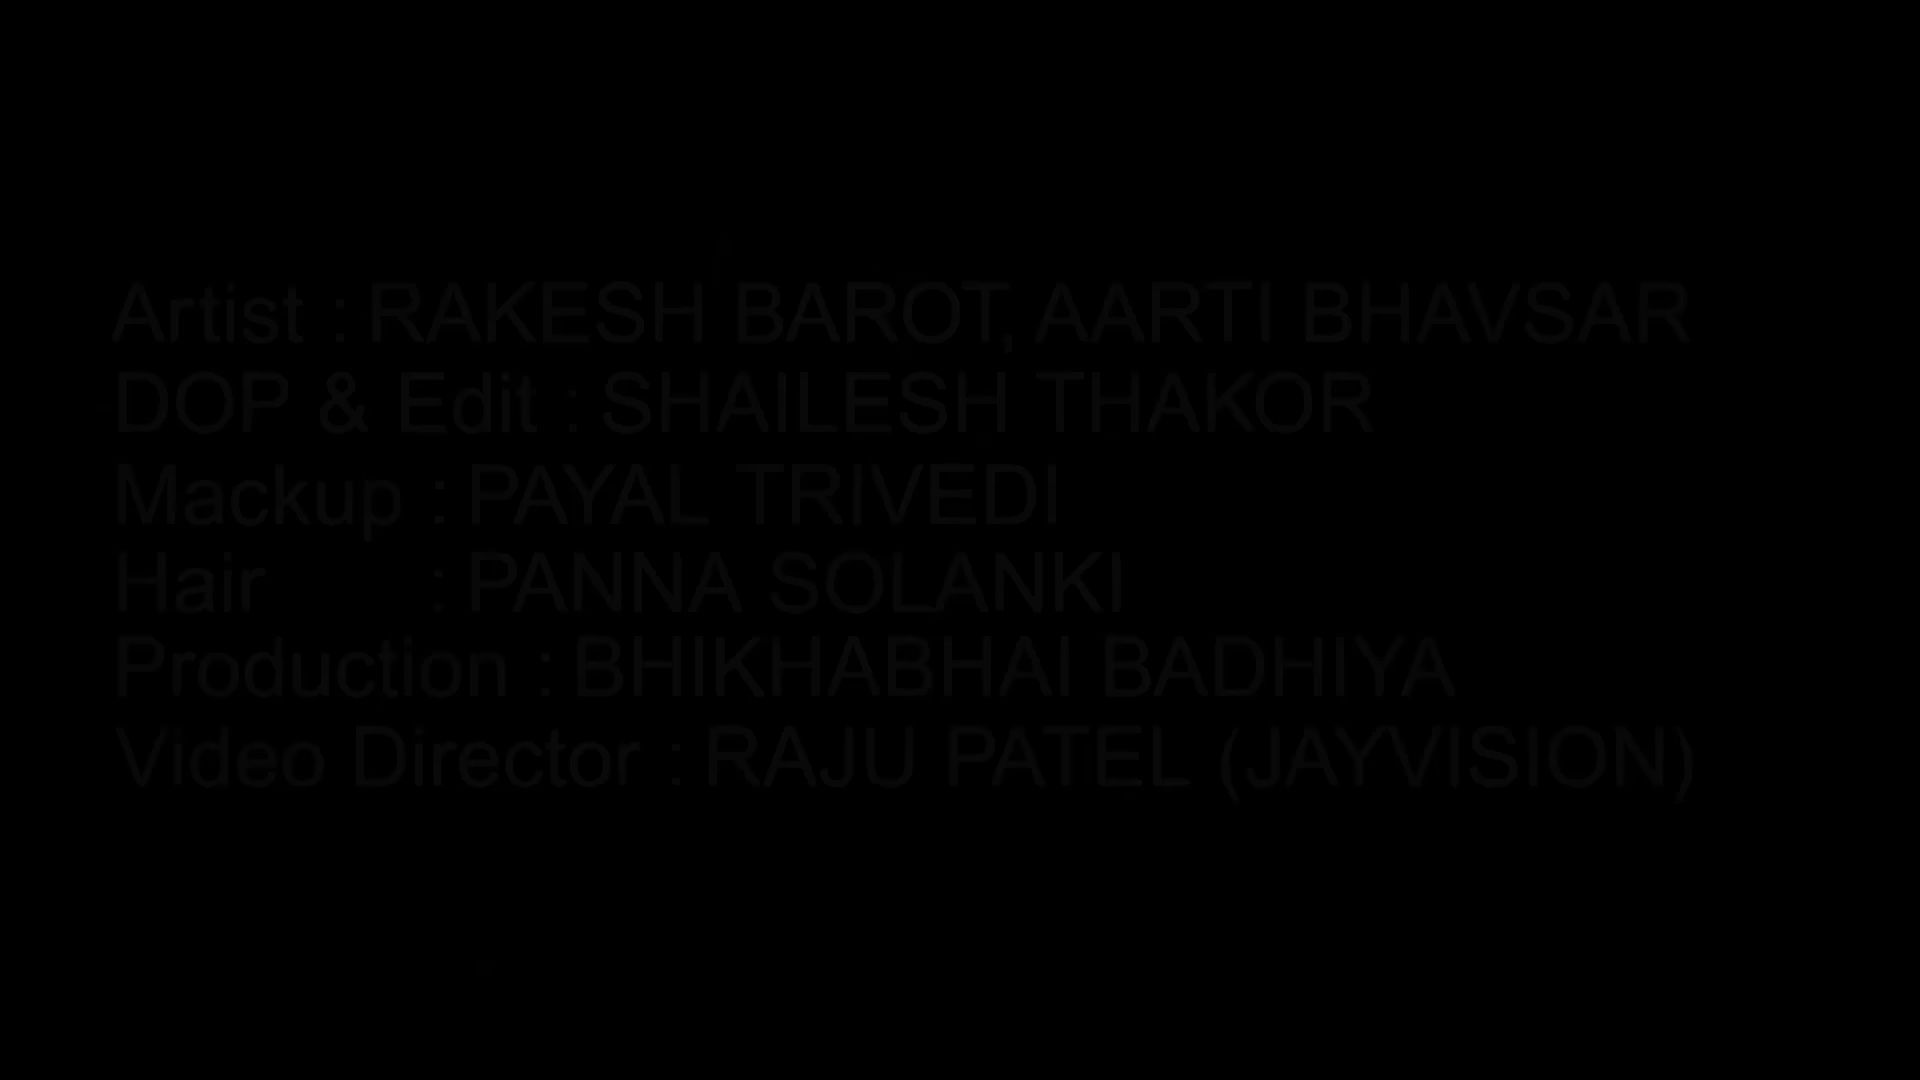 Artist : RAKESH BAROT, AARTI BHAVSAR
DOP & Edit : SHAILESH THAKOR
Mackup : PAYAL TRIVEDI
Hair : PANNA SOLANKI
Production : BHIKHABHAI BADHIYA
Video Director : RAJU PATEL (JAYVISION)